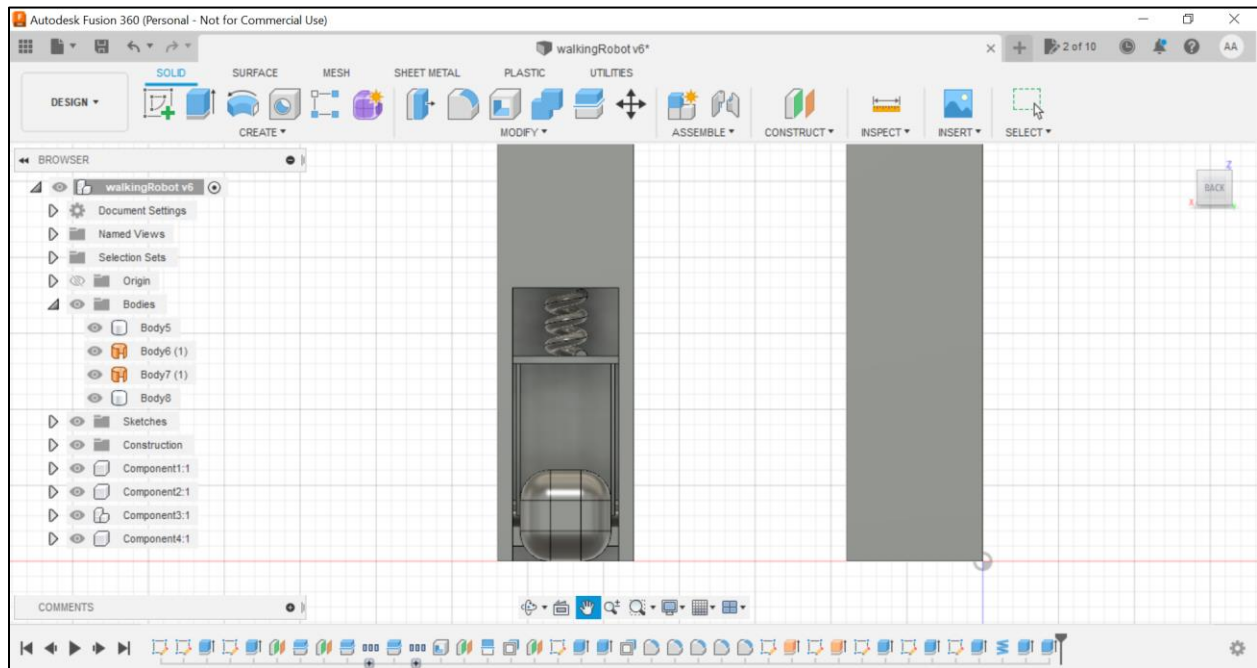 Autodesk Fusion 360 (Personal - Not for Commercial Use)
walkingRobot v6*
2 of 10
AA
DESIGN
SOLID SURFACE MESH SHEET METAL PLASTIC UTILITIES
CREATE MODIFY ASSEMBLE CONSTRUCT INSPECT INSERT SELECT
BROWSER
walkingRobot v6
Document Settings
Named Views
Selection Sets
Origin
Bodies
Body5
Body6 (1)
Body7 (1)
Body8
Sketches
Construction
Component1:1
Component2:1
Component3:1
Component4:1
Z
BACK
X
COMMENTS